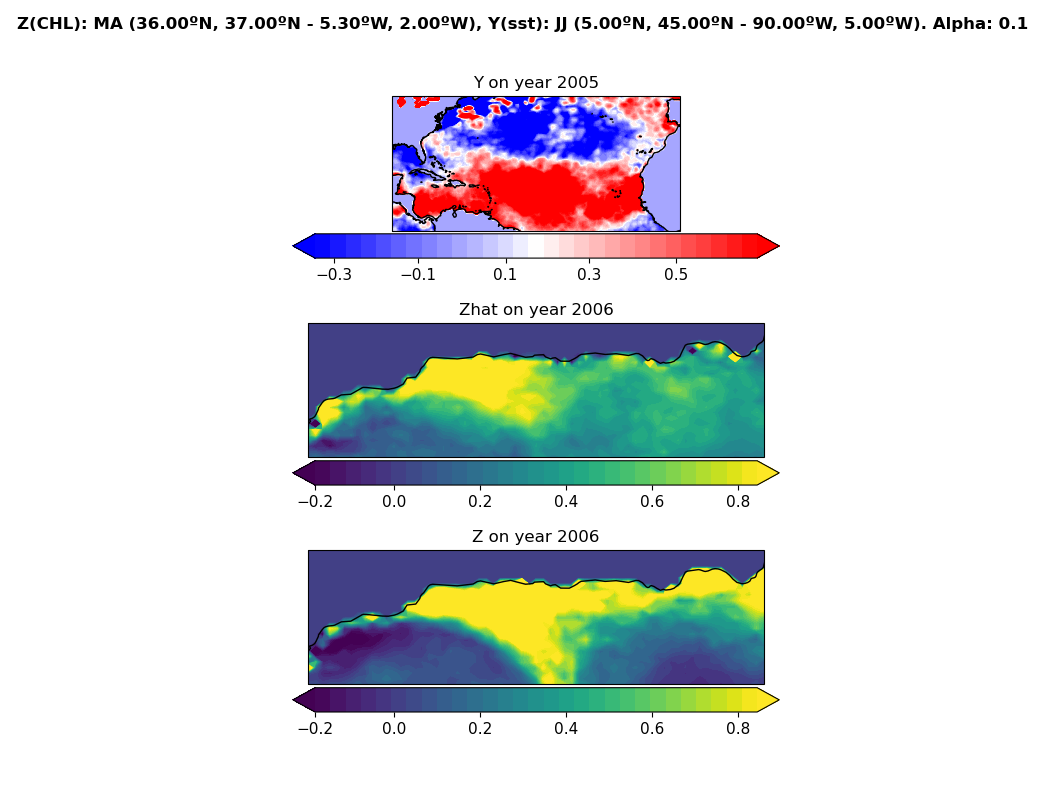 Z(CHL): MA (36.00ºN, 37.00ºN - 5.30ºW, 2.00ºW), Y(sst): JJ (5.00ºN, 45.00ºN - 90.00ºW, 5.00ºW). Alpha: 0.1
Y on year 2005
−0.3 −0.1 0.1 0.3 0.5
Zhat on year 2006
−0.2 0.0 0.2 0.4 0.6 0.8
Z on year 2006
−0.2 0.0 0.2 0.4 0.6 0.8